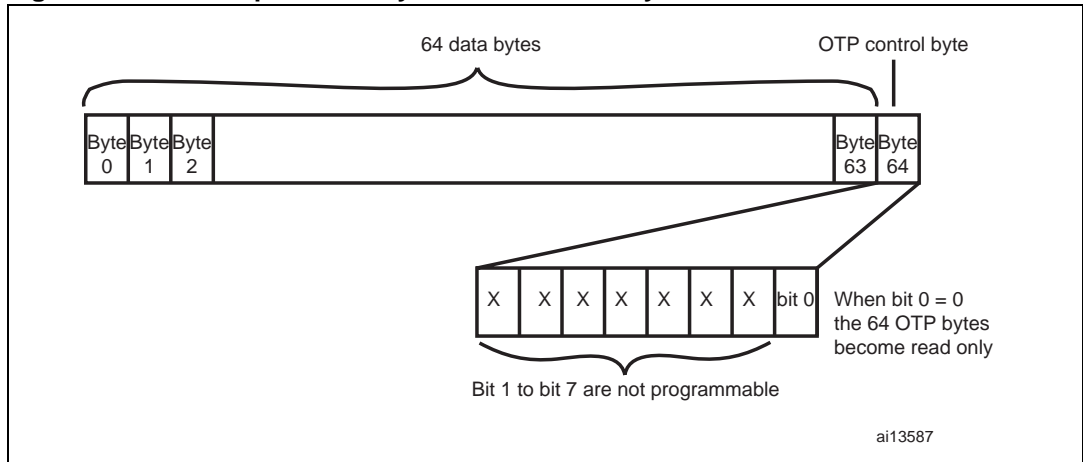 64 data bytes
OTP control byte
Byte Byte Byte Byte Byte
0 1 2 63 64
X X X X X X X bit 0
When bit 0 = 0
the 64 OTP bytes
become read only
Bit 1 to bit 7 are not programmable
ai13587